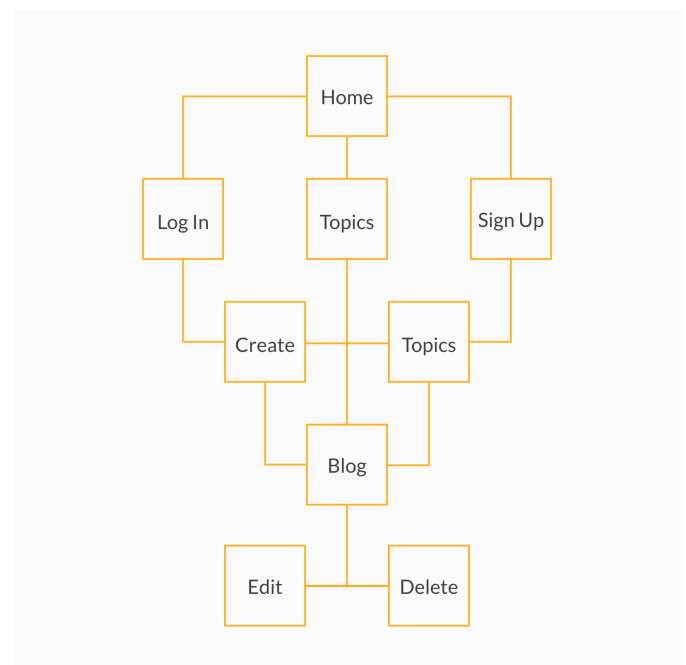 Home
Log In
Topics
Sign Up
Create
Topics
Blog
Edit
Delete